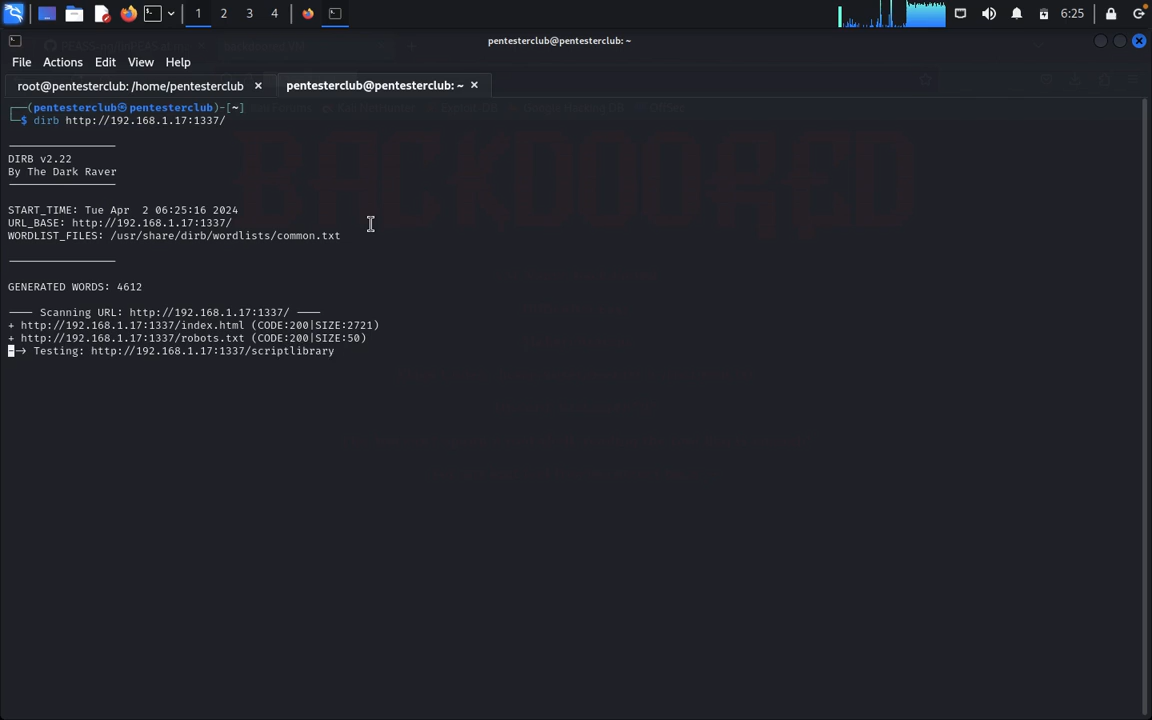 1 2 3 4 6:25
pentesterclub@pentesterclub: ~
File Actions Edit View Help
root@pentesterclub: /home/pentesterclub × pentesterclub@pentesterclub: ~ ×
┌──(pentesterclub㉿pentesterclub)-[~]
└─$ dirb http://192.168.1.17:1337/
—————————————————
DIRB v2.22
By The Dark Raver
—————————————————
START_TIME: Tue Apr  2 06:25:16 2024
URL_BASE: http://192.168.1.17:1337/
WORDLIST_FILES: /usr/share/dirb/wordlists/common.txt
—————————————————
GENERATED WORDS: 4612
—— Scanning URL: http://192.168.1.17:1337/ ——
+ http://192.168.1.17:1337/index.html (CODE:200|SIZE:2721)
+ http://192.168.1.17:1337/robots.txt (CODE:200|SIZE:50)
-→ Testing: http://192.168.1.17:1337/scriptlibrary
BACKDOORED